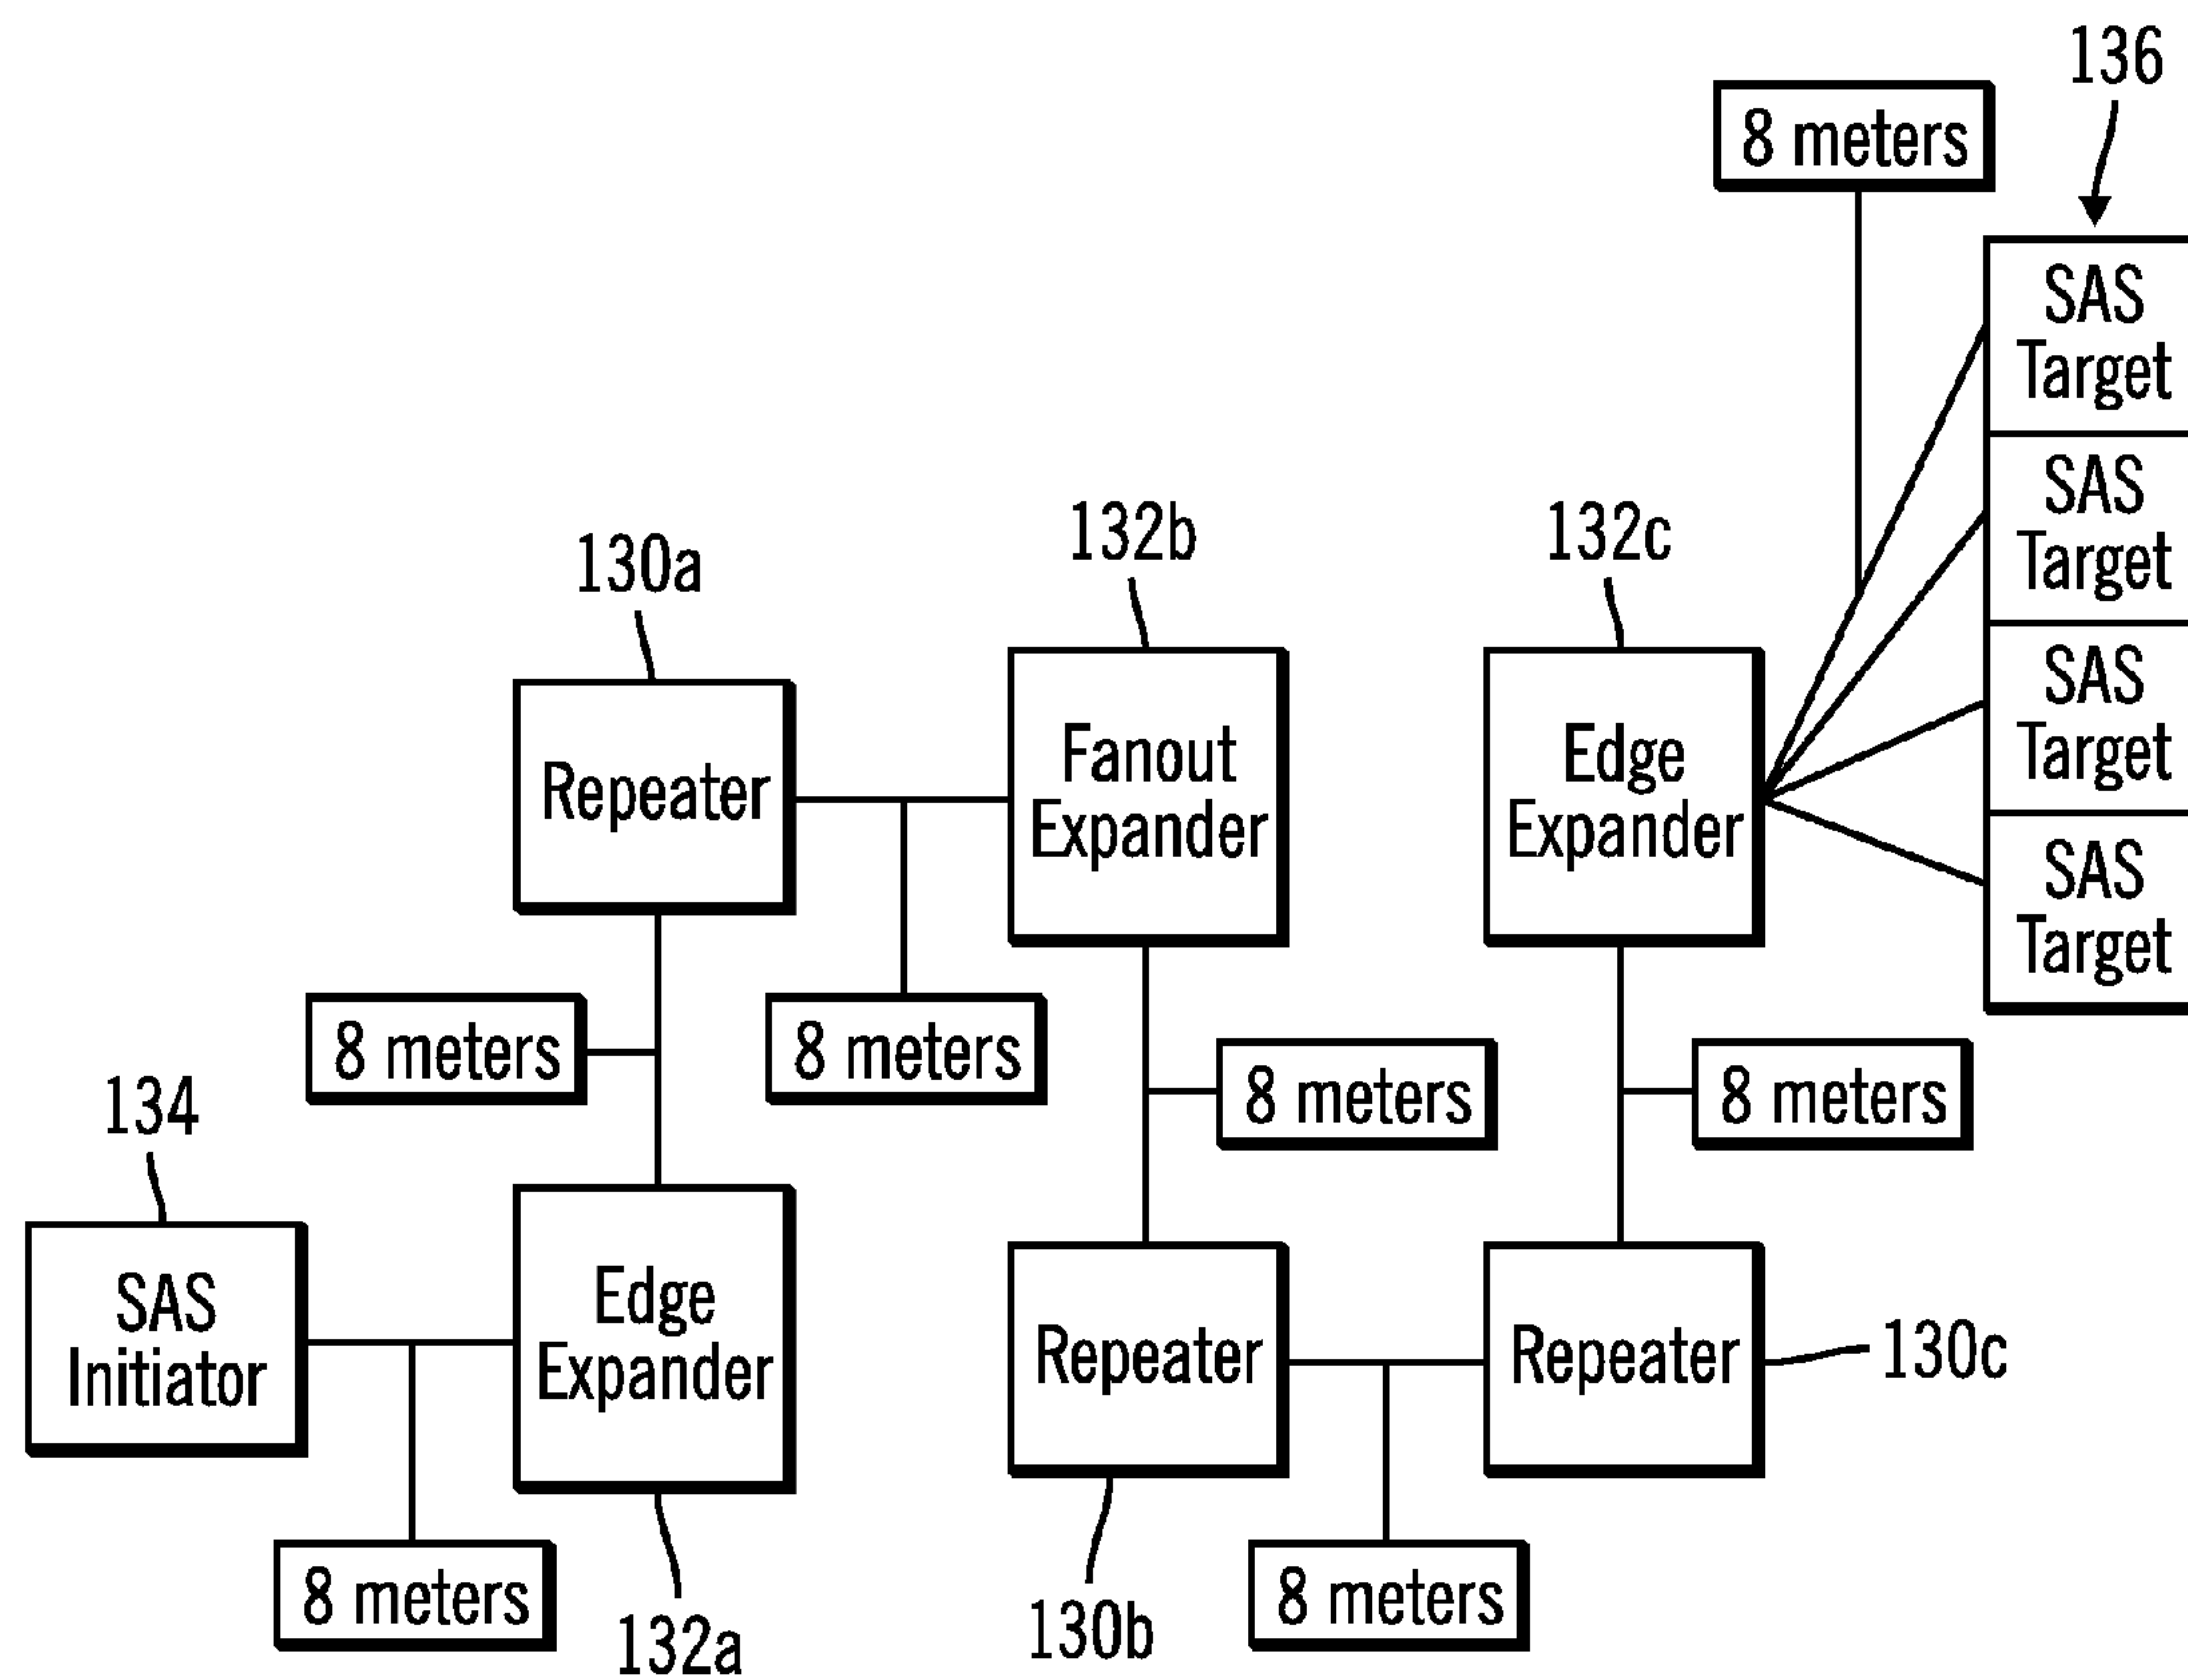 136
8 meters
SAS
Target
SAS
Target
SAS
Target
SAS
Target
130a
132b
132c
Repeater
Fanout
Expander
Edge
Expander
8 meters
8 meters
8 meters
8 meters
134
SAS
Initiator
Edge
Expander
Repeater
Repeater
130c
8 meters
132a
130b
8 meters